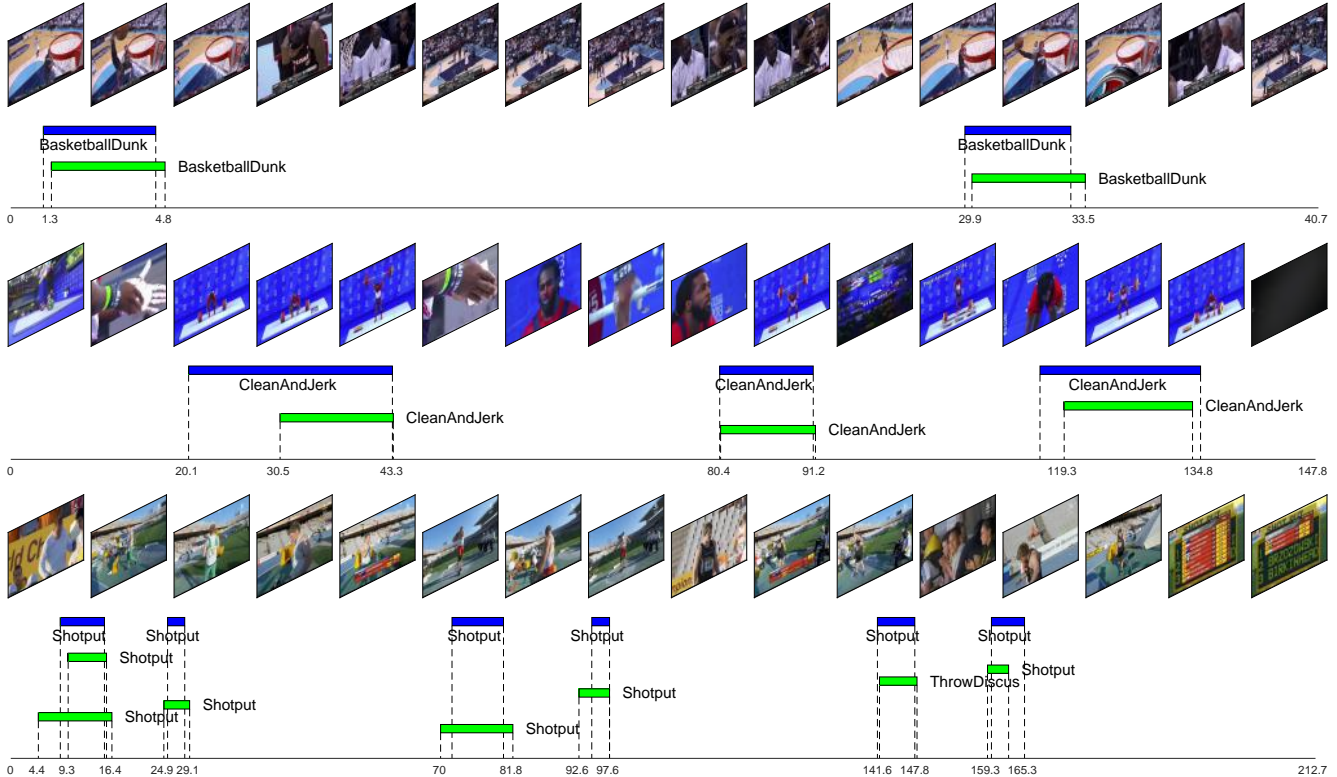 BasketballDunk BasketballDunk
BasketballDunk BasketballDunk
0 1.3 4.8 29.9 33.5 40.7
CleanAndJerk CleanAndJerk CleanAndJerk
CleanAndJerk
CleanAndJerk
CleanAndJerk
0 20.1 30.5 43.3 80.4 91.2 119.3 134.8 147.8
BRZOZOWSKI
BIRKINHEAD
Shotput Shotput Shotput Shotput Shotput Shotput
Shotput
Shotput
ThrowDiscus
Shotput
Shotput
Shotput
Shotput
0 4.4 9.3 16.4 24.9 29.1 70 81.8 92.6 97.6 141.6 147.8 159.3 165.3 212.7